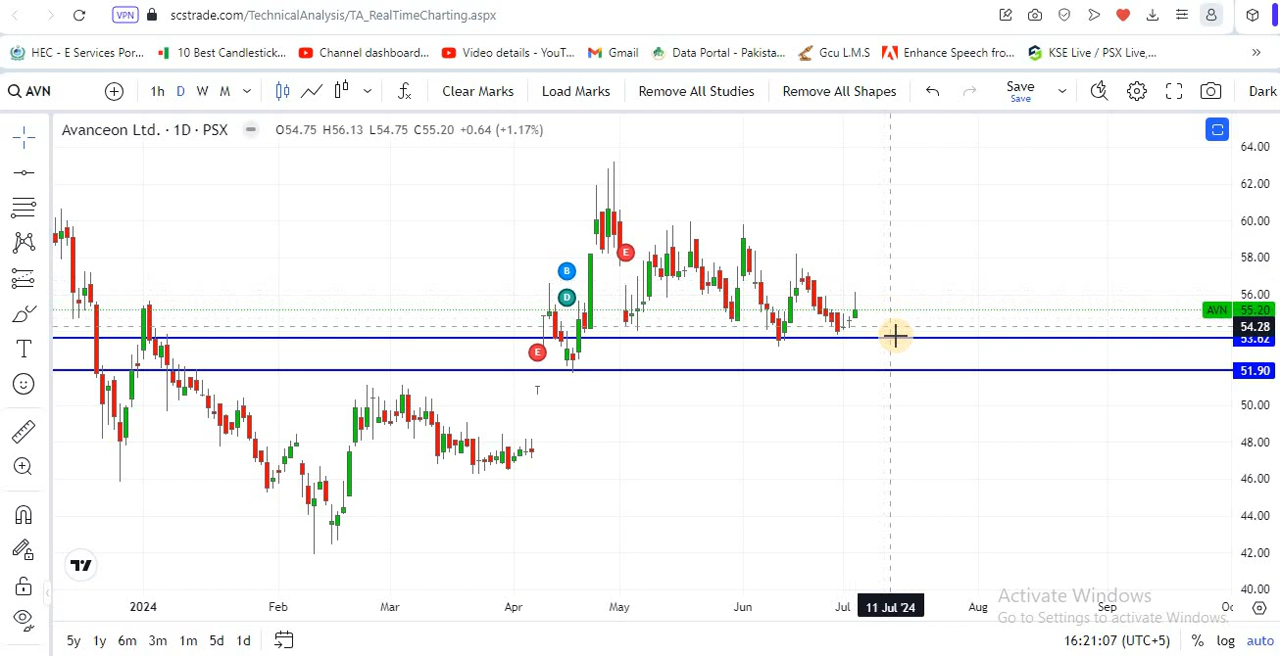 VPN scstrade.com/TechnicalAnalysis/TA_RealTimeCharting.aspx
HEC - E Services Por... 10 Best Candlestick... Channel dashboard... Video details - YouT... Gmail Data Portal - Pakista... Gcu L.M.S Enhance Speech fro... KSE Live / PSX Live,... »
AVN 1h D W M Clear Marks Load Marks Remove All Studies Remove All Shapes Save Dark
Save
Avanceon Ltd. · 1D · PSX O54.75 H56.13 L54.75 C55.20 +0.64 (+1.17%)
64.00
62.00
60.00
E
58.00
B
D
56.00
AVN 55.20
54.28
53.62
E
51.90
50.00
48.00
46.00
44.00
42.00
40.00
2024 Feb Mar Apr May Jun Jul 11 Jul '24 Aug Sep
Activate Windows
Go to Settings to activate Windows.
5y 1y 6m 3m 1m 5d 1d 16:21:07 (UTC+5) % log auto